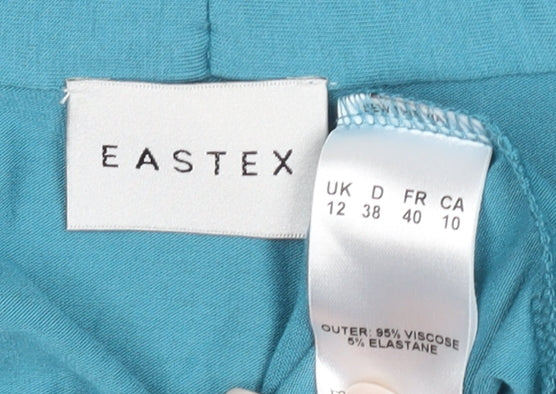 EASTEX
UK D FR CA
12 38 40 10
OUTER: 95% VISCOSE
5% ELASTANE